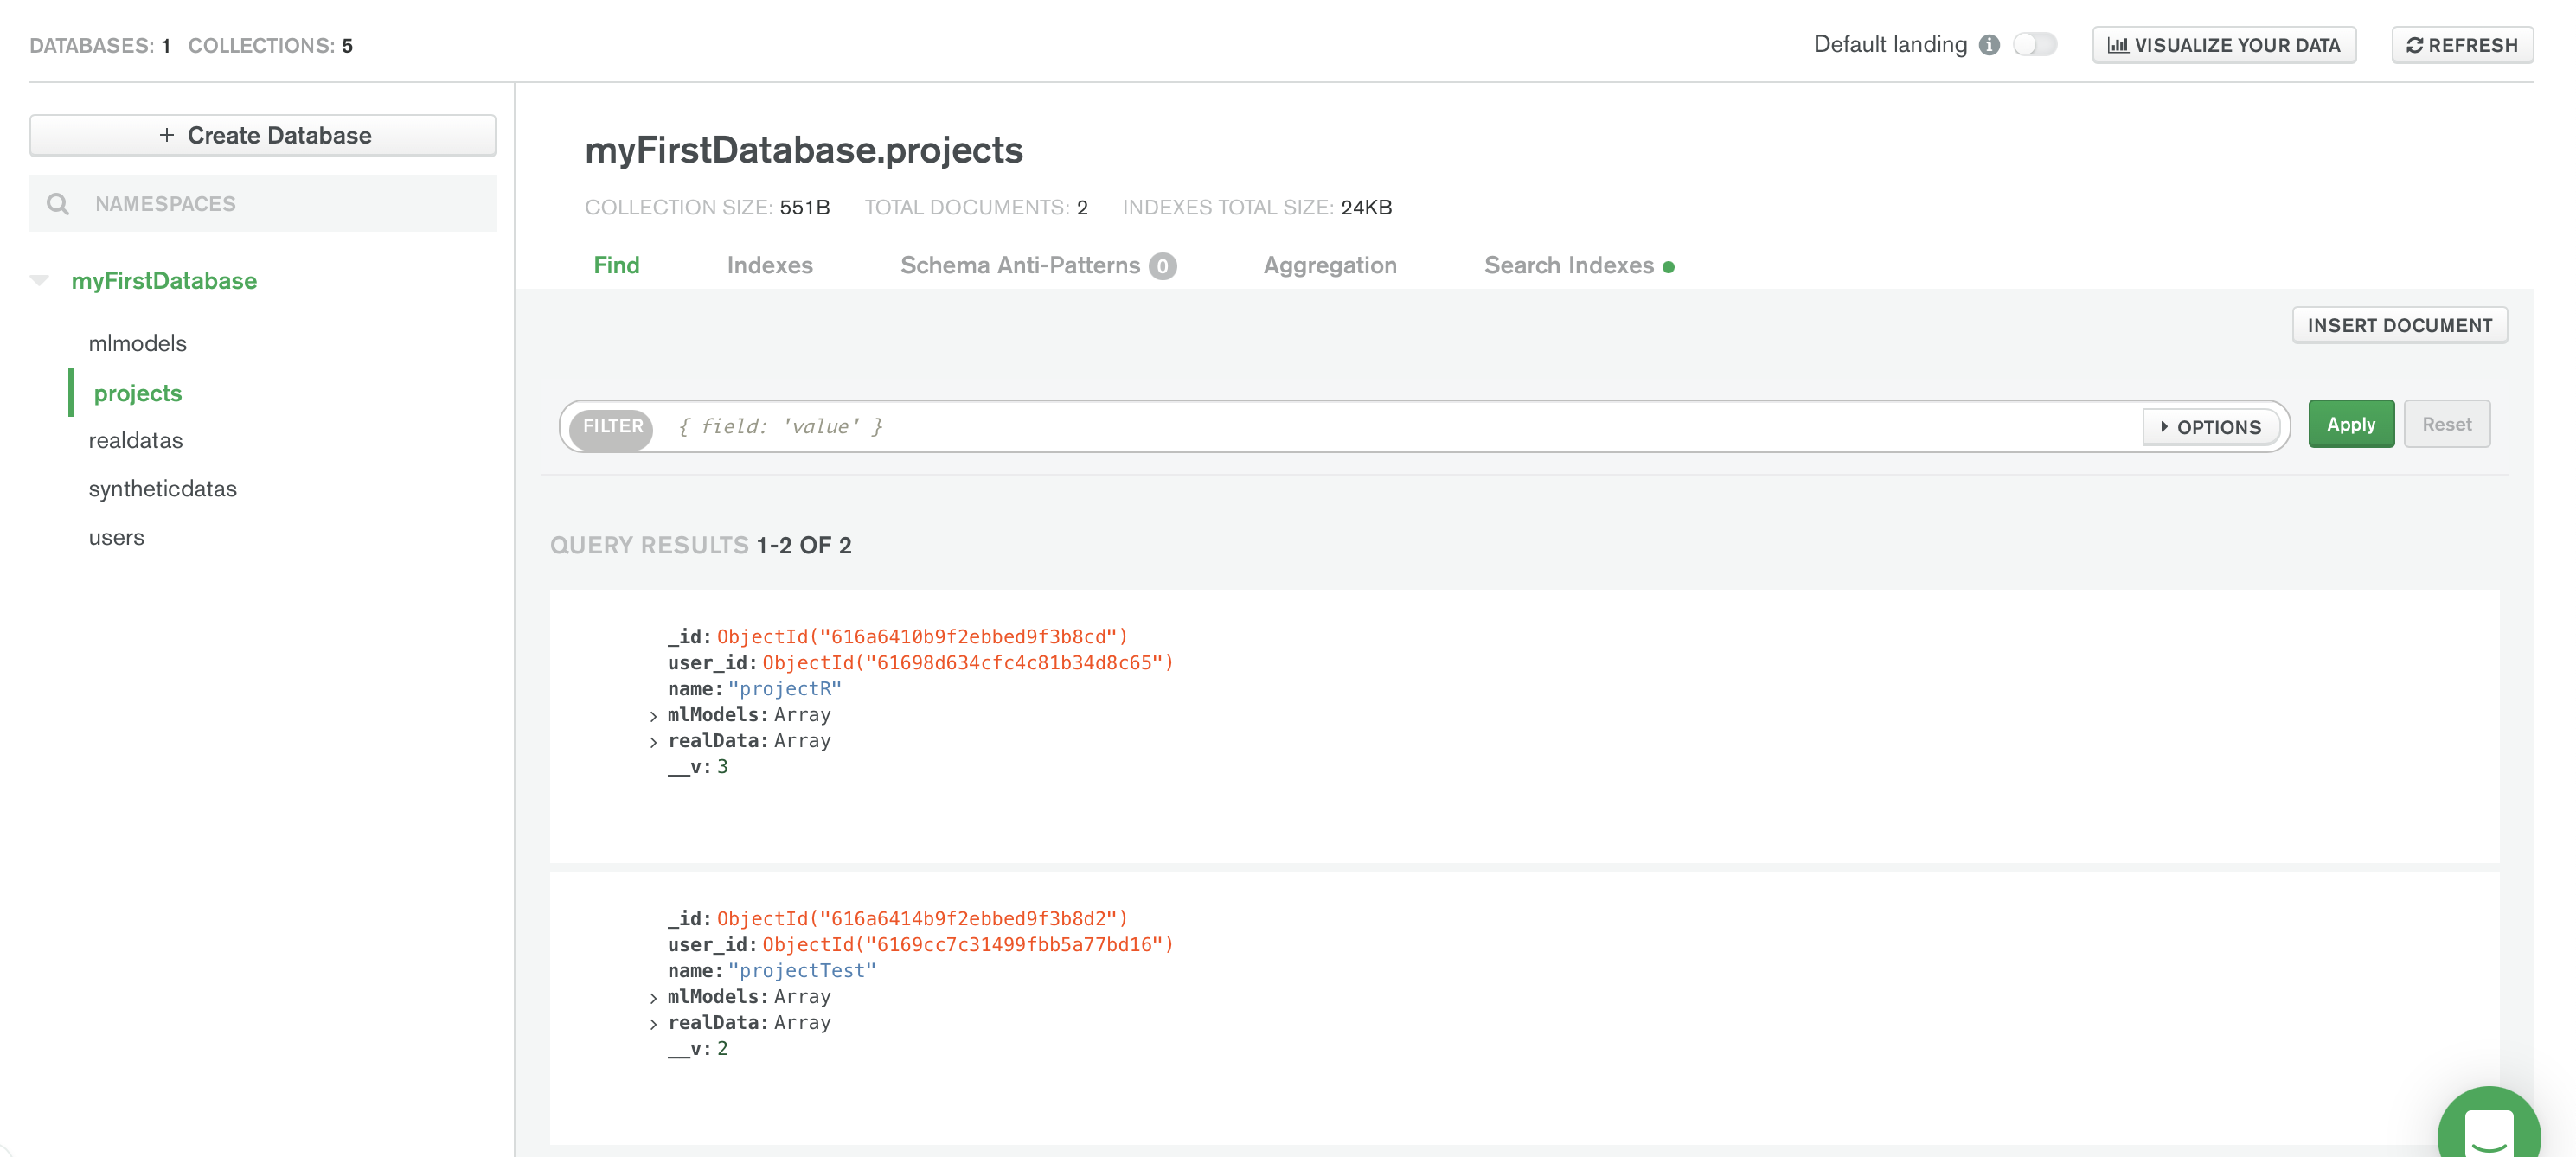 DATABASES: 1 COLLECTIONS: 5
Default landing
VISUALIZE YOUR DATA
REFRESH
+ Create Database
NAMESPACES
myFirstDatabase
mlmodels
projects
realdatas
syntheticdatas
users
myFirstDatabase.projects
COLLECTION SIZE: 551B TOTAL DOCUMENTS: 2 INDEXES TOTAL SIZE: 24KB
Find Indexes Schema Anti-Patterns 0 Aggregation Search Indexes
INSERT DOCUMENT
FILTER { field: 'value' } OPTIONS Apply Reset
QUERY RESULTS 1-2 OF 2
_id: ObjectId("616a6410b9f2ebbed9f3b8cd")
user_id: ObjectId("61698d634cfc4c81b34d8c65")
name: "projectR"
mlModels: Array
realData: Array
__v: 3
_id: ObjectId("616a6414b9f2ebbed9f3b8d2")
user_id: ObjectId("6169cc7c31499fbb5a77bd16")
name: "projectTest"
mlModels: Array
realData: Array
__v: 2